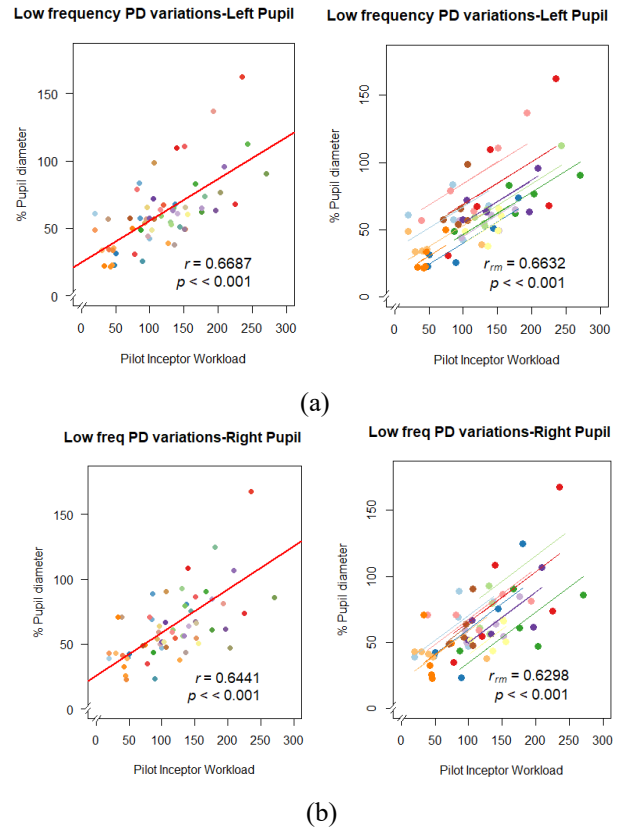 Low frequency PD variations-Left Pupil
Low frequency PD variations-Left Pupil
% Pupil diameter
150
100
50
0
r = 0.6687
p << 0.001
0 50 100 150 200 250 300
Pilot Inceptor Workload
% Pupil diameter
150
100
50
0
r_rm = 0.6632
p << 0.001
0 50 100 150 200 250 300
Pilot Inceptor Workload
(a)
Low freq PD variations-Right Pupil
Low freq PD variations-Right Pupil
% Pupil diameter
150
100
50
0
r = 0.6441
p << 0.001
0 50 100 150 200 250 300
Pilot Inceptor Workload
% Pupil diameter
150
100
50
0
r_rm = 0.6298
p << 0.001
0 50 100 150 200 250 300
Pilot Inceptor Workload
(b)